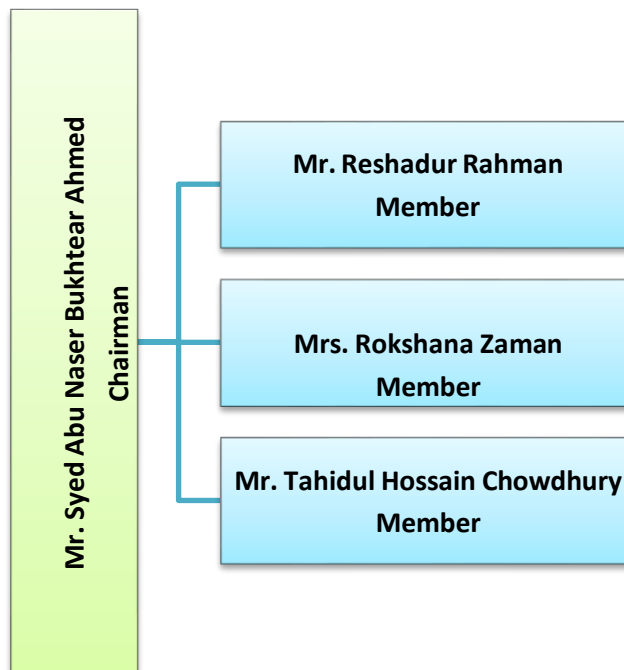 Mr. Syed Abu Naser Bukhtear Ahmed
Chairman
Mr. Reshadur Rahman
Member
Mrs. Rokshana Zaman
Member
Mr. Tahidul Hossain Chowdhury
Member